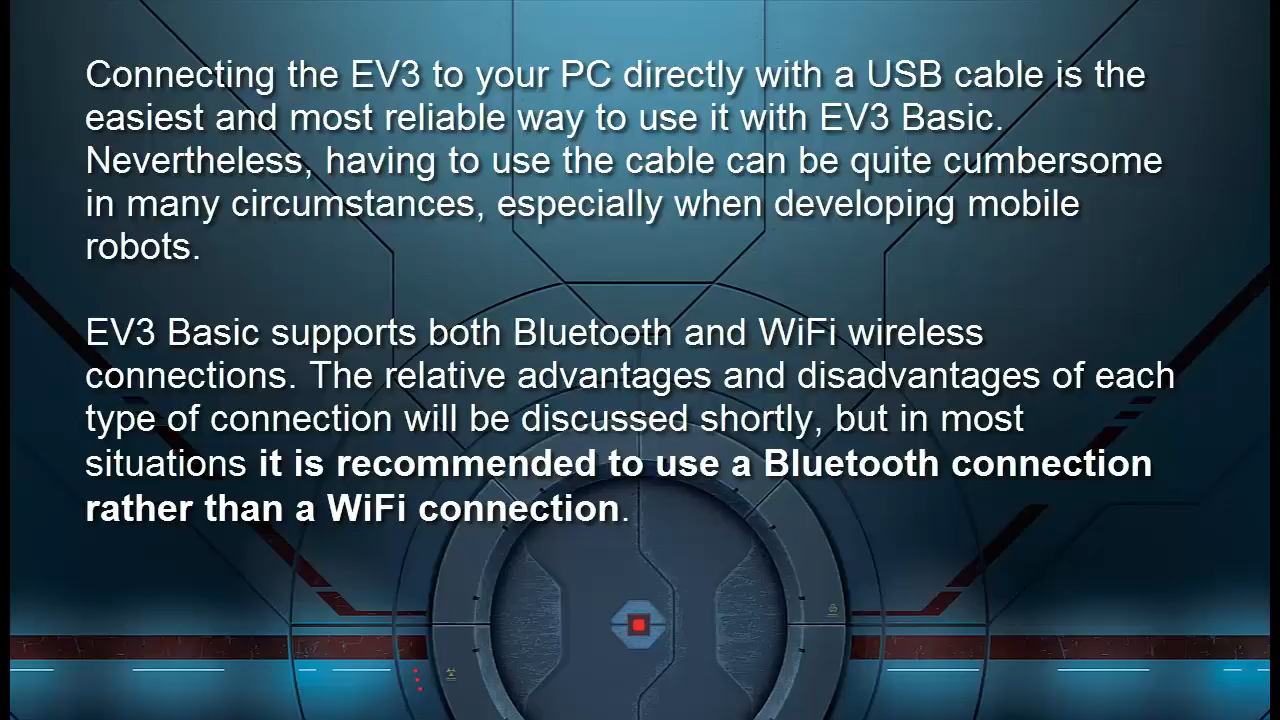 Connecting the EV3 to your PC directly with a USB cable is the
easiest and most reliable way to use it with EV3 Basic.
Nevertheless, having to use the cable can be quite cumbersome
in many circumstances, especially when developing mobile
robots.
EV3 Basic supports both Bluetooth and WiFi wireless
connections. The relative advantages and disadvantages of each
type of connection will be discussed shortly, but in most
situations it is recommended to use a Bluetooth connection
rather than a WiFi connection.